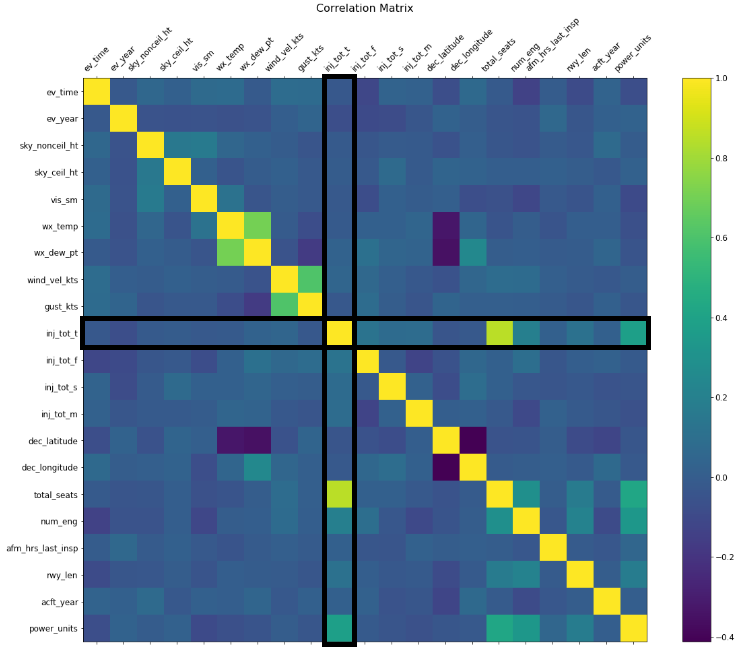 Correlation Matrix
ev_time
ev_year
sky_nonceil_ht
sky_ceil_ht
vis_sm
wx_temp
wx_dew_pt
wind_vel_kts
gust_kts
inj_tot_t
inj_tot_f
inj_tot_s
inj_tot_m
dec_latitude
dec_longitude
total_seats
num_eng
afm_hrs_last_insp
rwy_len
acft_year
power_units
ev_time
ev_year
sky_nonceil_ht
sky_ceil_ht
vis_sm
wx_temp
wx_dew_pt
wind_vel_kts
gust_kts
inj_tot_t
inj_tot_f
inj_tot_s
inj_tot_m
dec_latitude
dec_longitude
total_seats
num_eng
afm_hrs_last_insp
rwy_len
acft_year
power_units
1.0
0.8
0.6
0.4
0.2
0.0
−0.2
−0.4